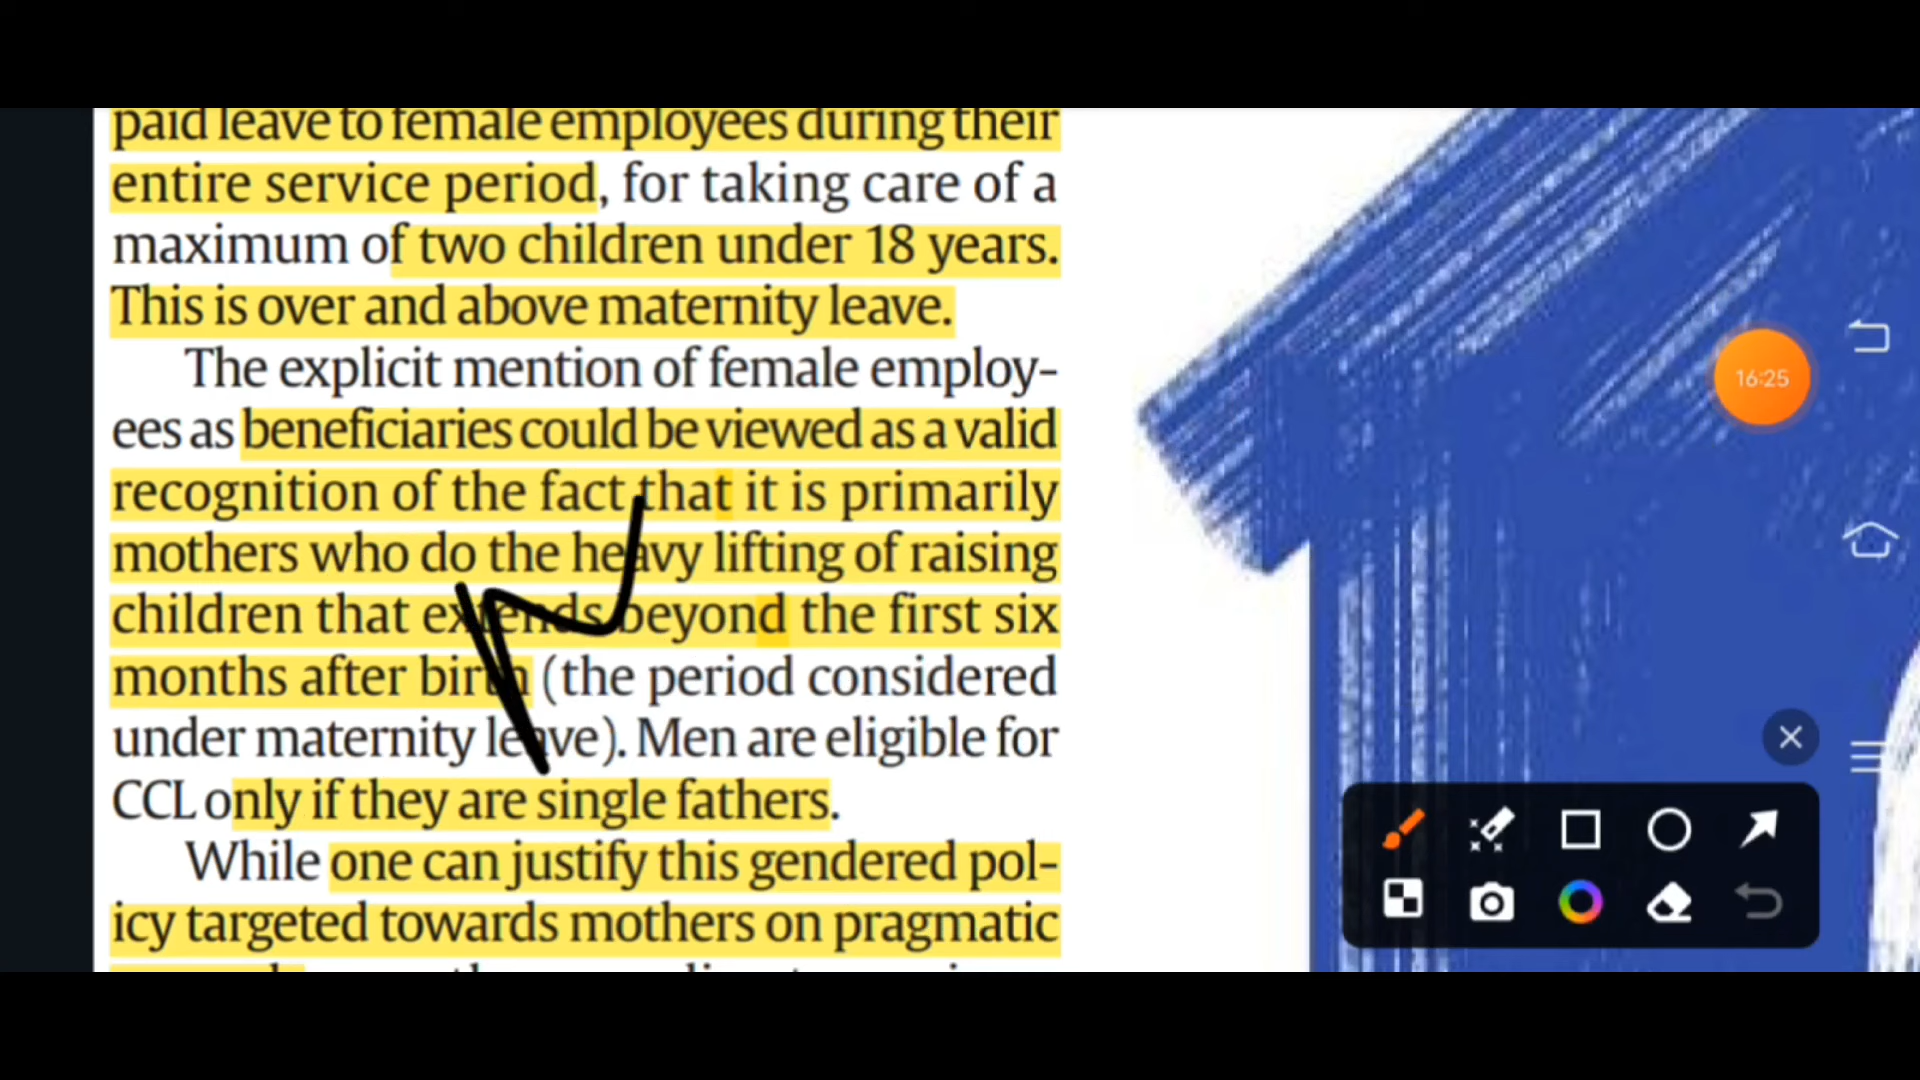 paid leave to female employees during their
entire service period, for taking care of a
maximum of two children under 18 years.
This is over and above maternity leave.
The explicit mention of female employ-
ees as beneficiaries could be viewed as a valid
recognition of the fact that it is primarily
mothers who do the heavy lifting of raising
children that extends beyond the first six
months after birth (the period considered
under maternity leave). Men are eligible for
CCL only if they are single fathers.
While one can justify this gendered pol-
icy targeted towards mothers on pragmatic
16:25